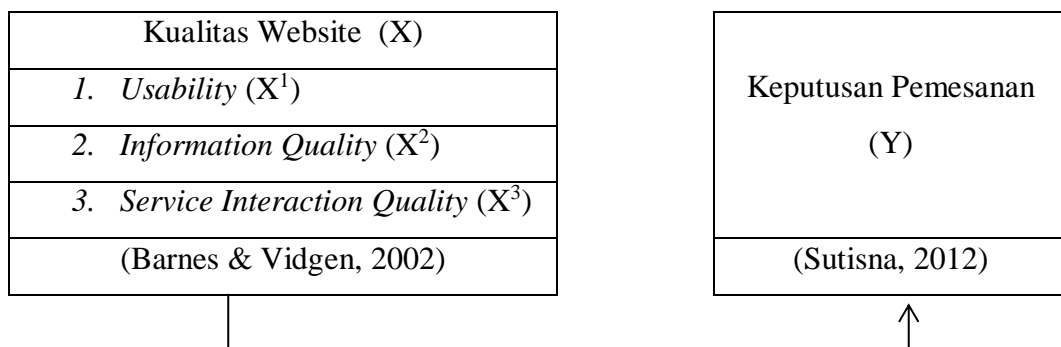 Kualitas Website (X)
1. Usability (X¹)
2. Information Quality (X²)
3. Service Interaction Quality (X³)
(Barnes & Vidgen, 2002)
Keputusan Pemesanan
(Y)
(Sutisna, 2012)